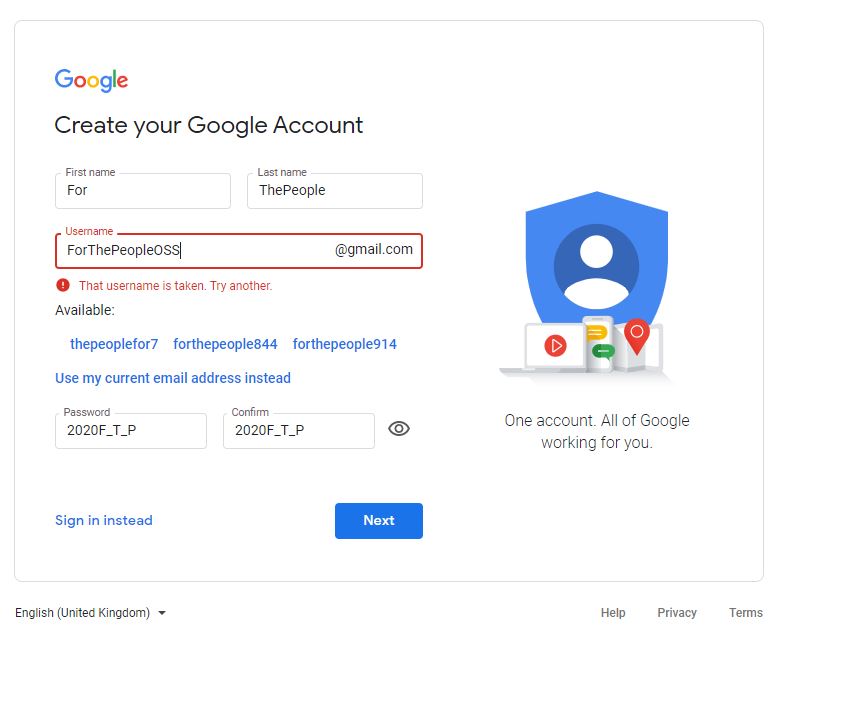 Google
Create your Google Account
First name
Last name
For
ThePeople
Username
ForThePeopleOSS
@gmail.com
That username is taken. Try another.
Available:
thepeoplefor7 forthepeople844 forthepeople914
Use my current email address instead
Password
Confirm
2020F_T_P
2020F_T_P
One account. All of Google
working for you.
Sign in instead
Next
English (United Kingdom)
Help Privacy Terms